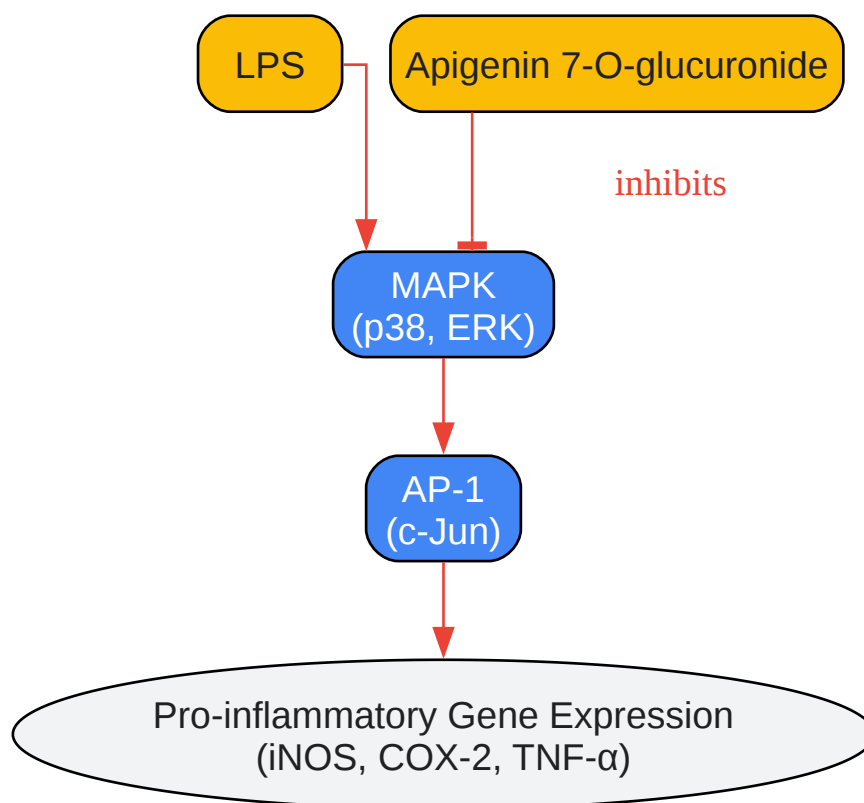 LPS
Apigenin 7-O-glucuronide
inhibits
MAPK
(p38, ERK)
AP-1
(c-Jun)
Pro-inflammatory Gene Expression
(iNOS, COX-2, TNF-α)